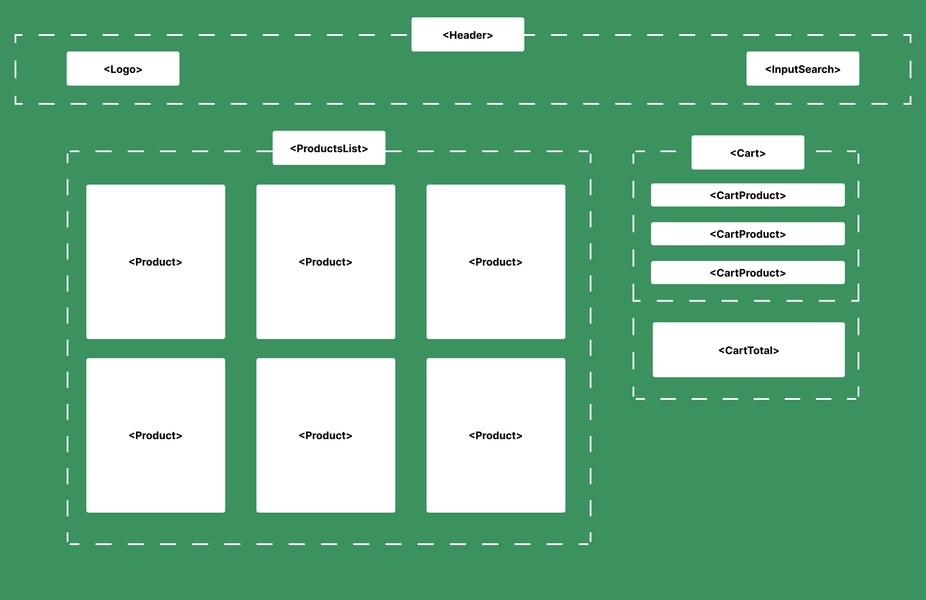 <Header>
<Logo>
<InputSearch>
<ProductsList>
<Product>
<Product>
<Product>
<Product>
<Product>
<Product>
<Cart>
<CartProduct>
<CartProduct>
<CartProduct>
<CartTotal>